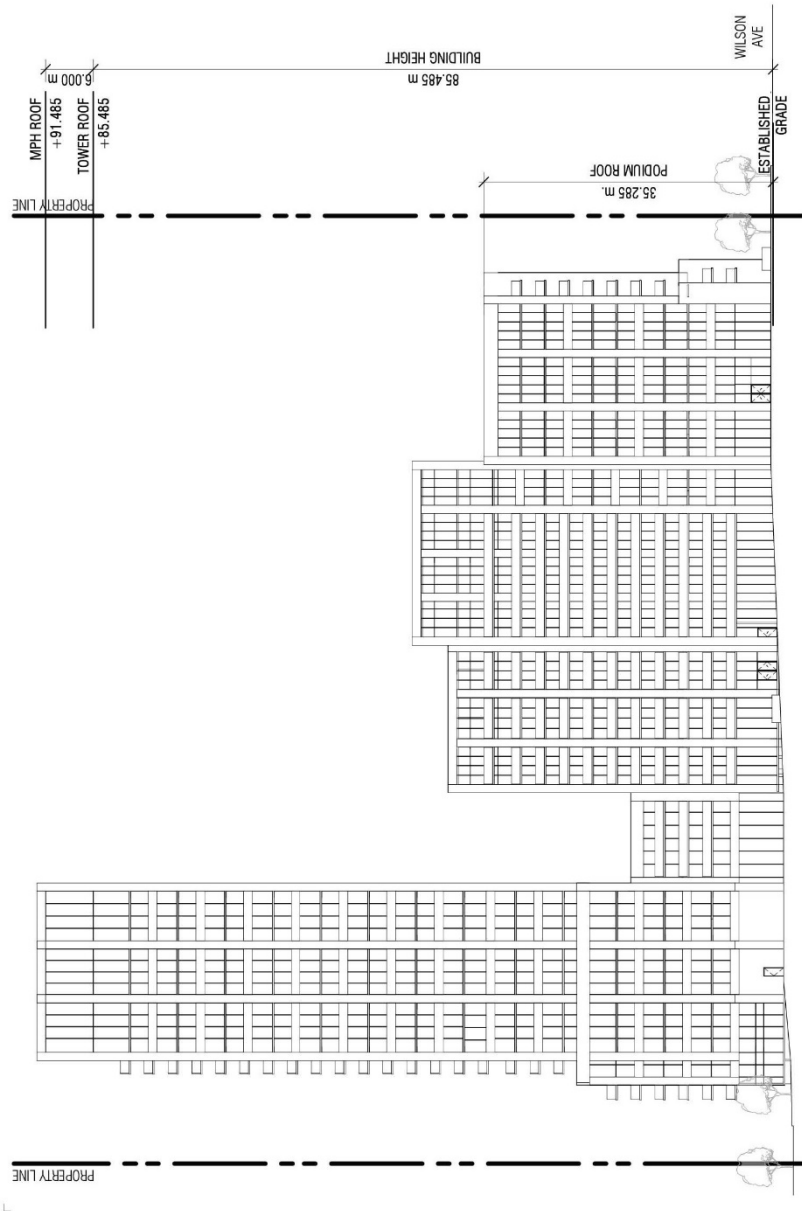 MPH ROOF
+91.485
6.000 m
TOWER ROOF
+85.485
PROPERTY LINE
BUILDING HEIGHT
85.485 m
PODIUM ROOF
35.285 m.
WILSON
AVE
ESTABLISHED
GRADE
PROPERTY LINE